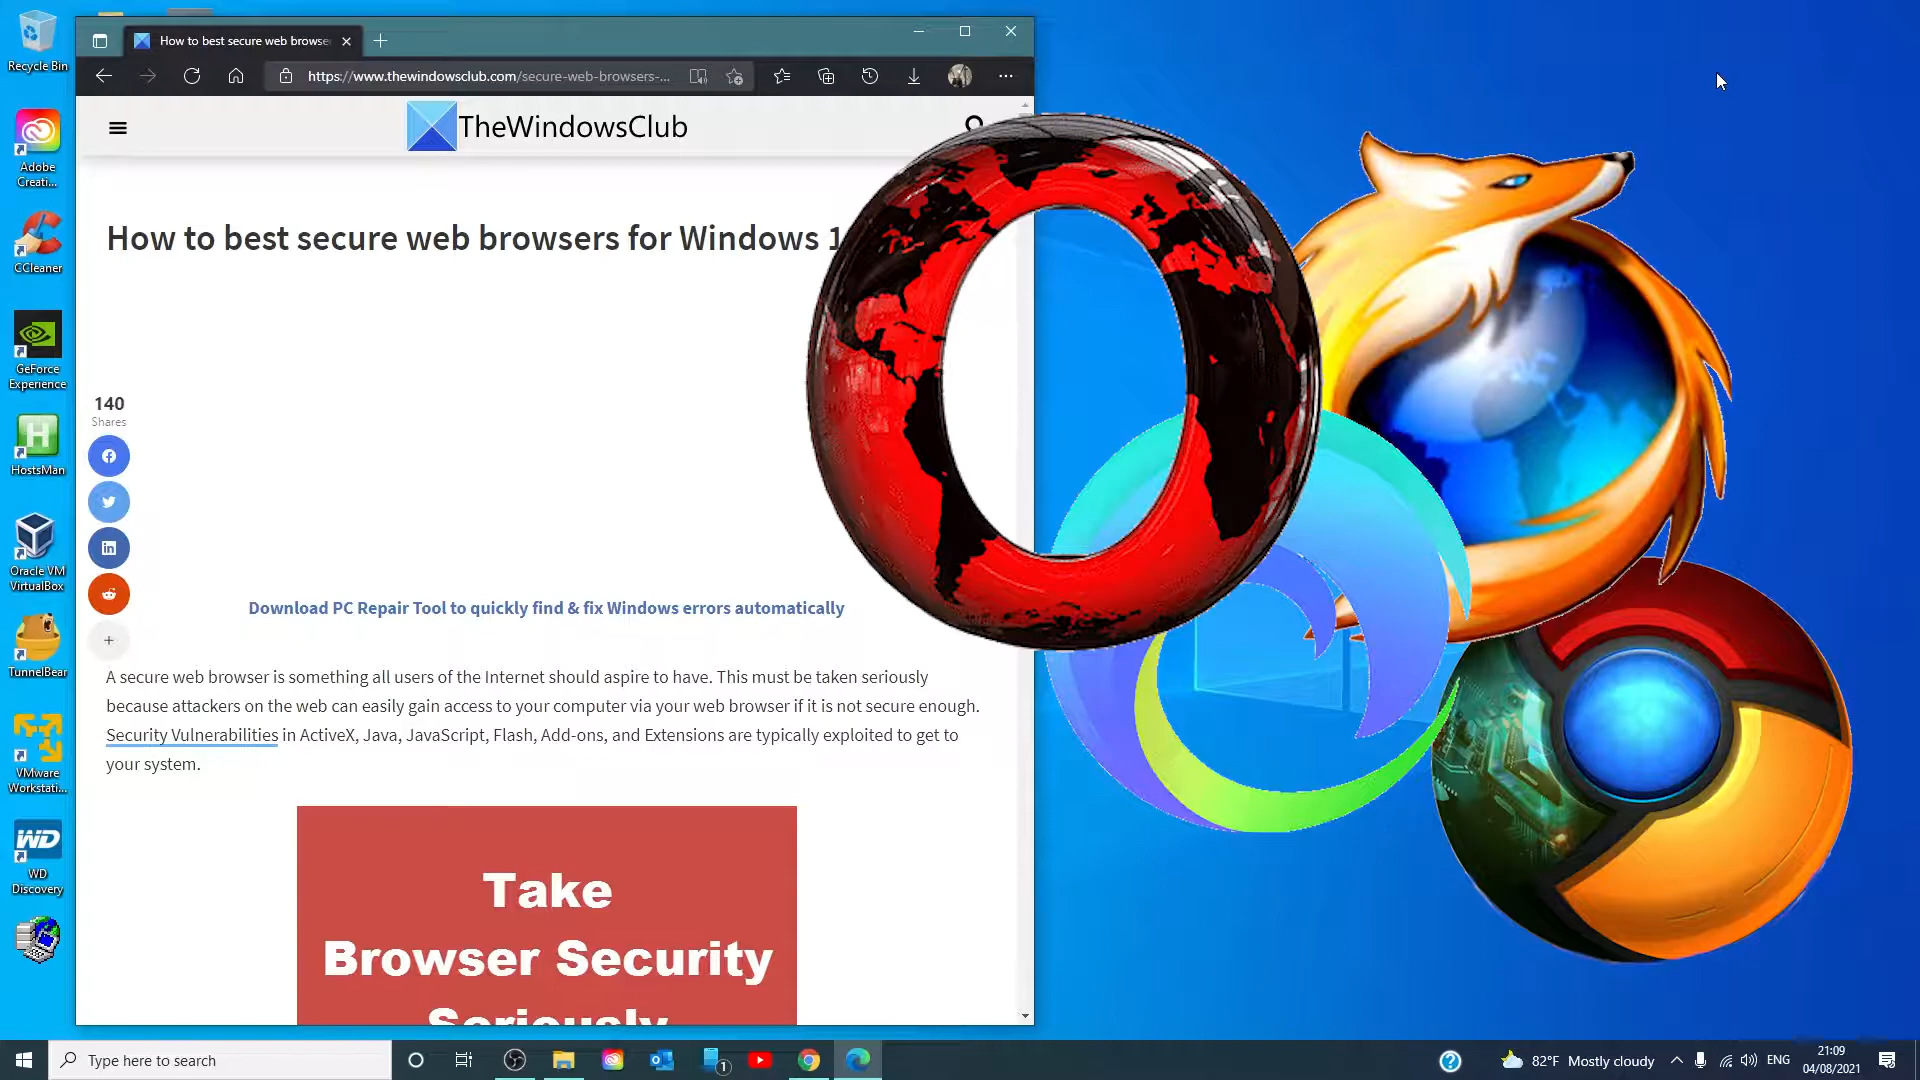 Recycle Bin
Adobe
Creati...
CCleaner
GeForce
Experience
HostsMan
Oracle VM
VirtualBox
TunnelBear
VMware
Workstati...
WD
WD
Discovery
How to best secure web browse
https://www.thewindowsclub.com/secure-web-browsers-...
TheWindowsClub
How to best secure web browsers for Windows 1
140
Shares
Download PC Repair Tool to quickly find & fix Windows errors automatically
A secure web browser is something all users of the Internet should aspire to have. This must be taken seriously
because attackers on the web can easily gain access to your computer via your web browser if it is not secure enough.
Security Vulnerabilities in ActiveX, Java, JavaScript, Flash, Add-ons, and Extensions are typically exploited to get to
your system.
Take
Browser Security
Seriously
Type here to search
1
82°F Mostly cloudy
ENG
21:09
04/08/2021